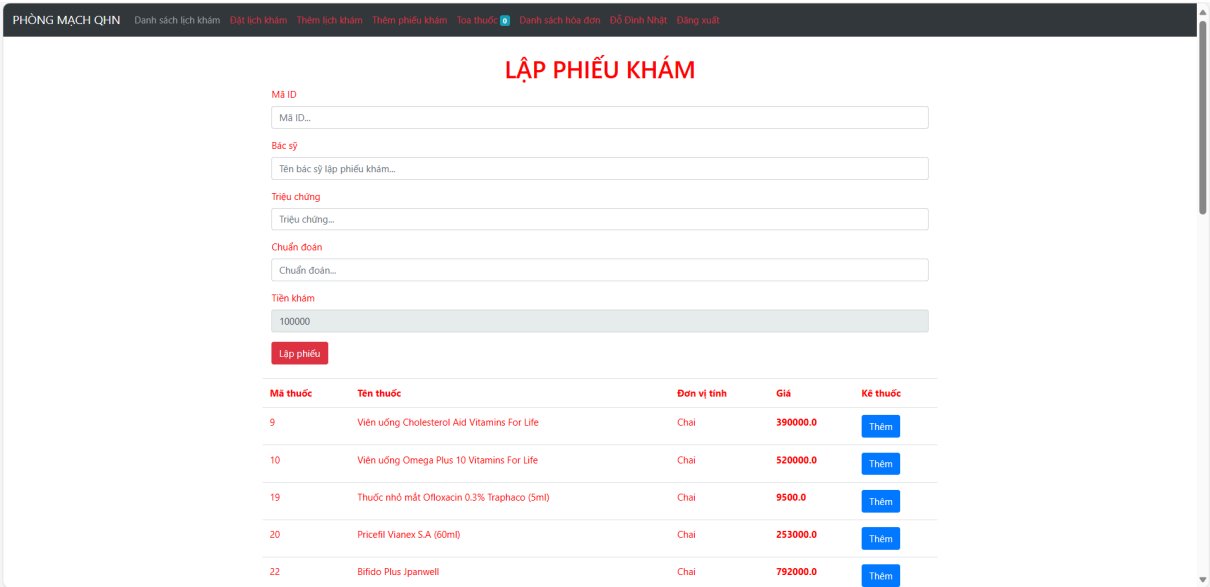 PHÒNG MẠCH QHN Danh sách lịch khám Đặt lịch khám Thêm lịch khám Thêm phiếu khám Toa thuốc 0 Danh sách hóa đơn Đỗ Đình Nhật Đăng xuất
LẬP PHIẾU KHÁM
Mã ID
Mã ID...
Bác sỹ
Tên bác sỹ lập phiếu khám...
Triệu chứng
Triệu chứng...
Chuẩn đoán
Chuẩn đoán...
Tiền khám
100000
Lập phiếu
Mã thuốc Tên thuốc Đơn vị tính Giá Kê thuốc
9 Viên uống Cholesterol Aid Vitamins For Life Chai 390000.0 Thêm
10 Viên uống Omega Plus 10 Vitamins For Life Chai 520000.0 Thêm
19 Thuốc nhỏ mắt Ofloxacin 0.3% Traphaco (5ml) Chai 9500.0 Thêm
20 Pricefil Vianex S.A (60ml) Chai 253000.0 Thêm
22 Bifido Plus Jpanwell Chai 792000.0 Thêm